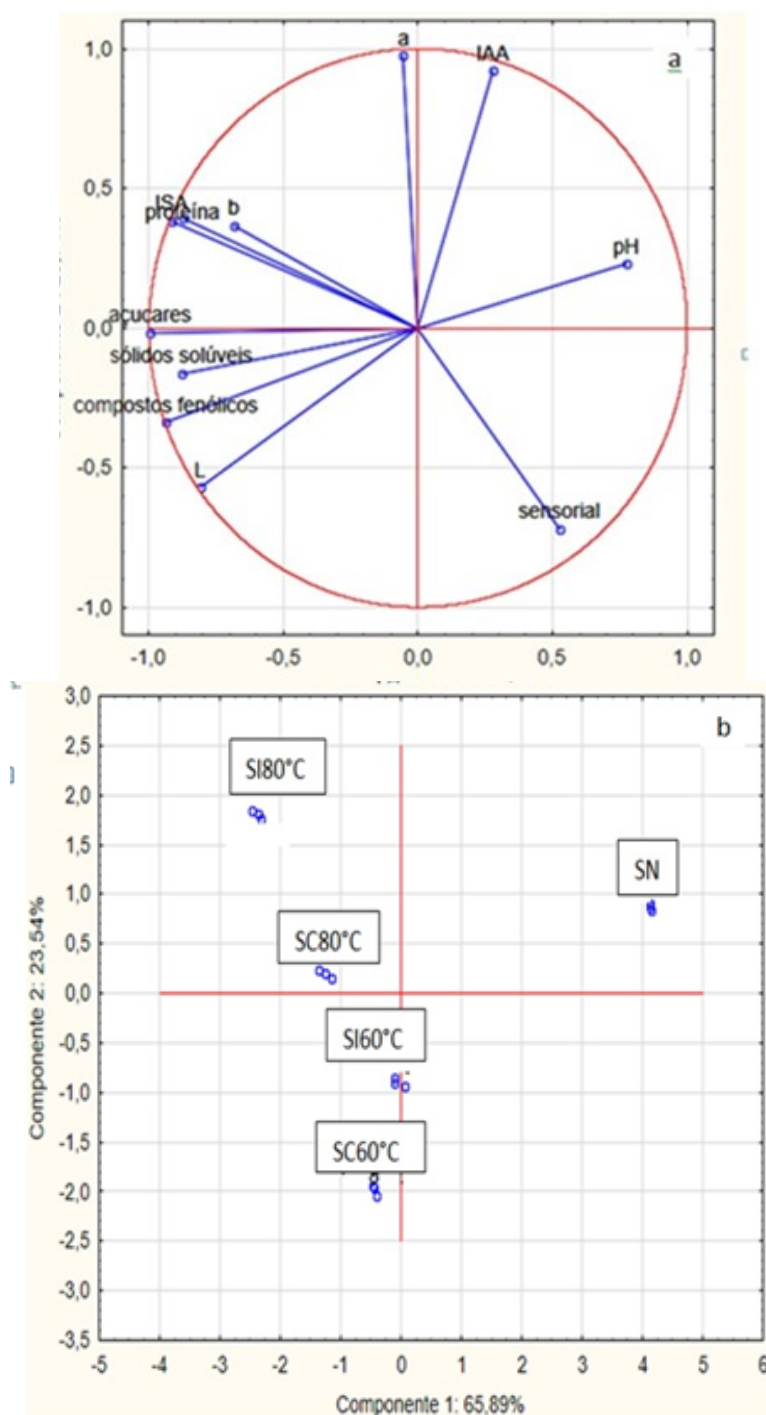 a
IAA
a
1,0
0,5
ISA
proteína
b
pH
0,0
açucares
sólidos solúveis
compostos fenólicos
-0,5
L
sensorial
-1,0
-1,0 -0,5 0,0 0,5 1,0
3,0
b
2,5
SI80°C
2,0
1,5
SN
1,0
SC80°C
0,5
0,0
SI60°C
-0,5
-1,0
SC60°C
-1,5
-2,0
-2,5
-3,0
-3,5
Componente 2: 23,54%
-5 -4 -3 -2 -1 0 1 2 3 4 5 6
Componente 1: 65,89%